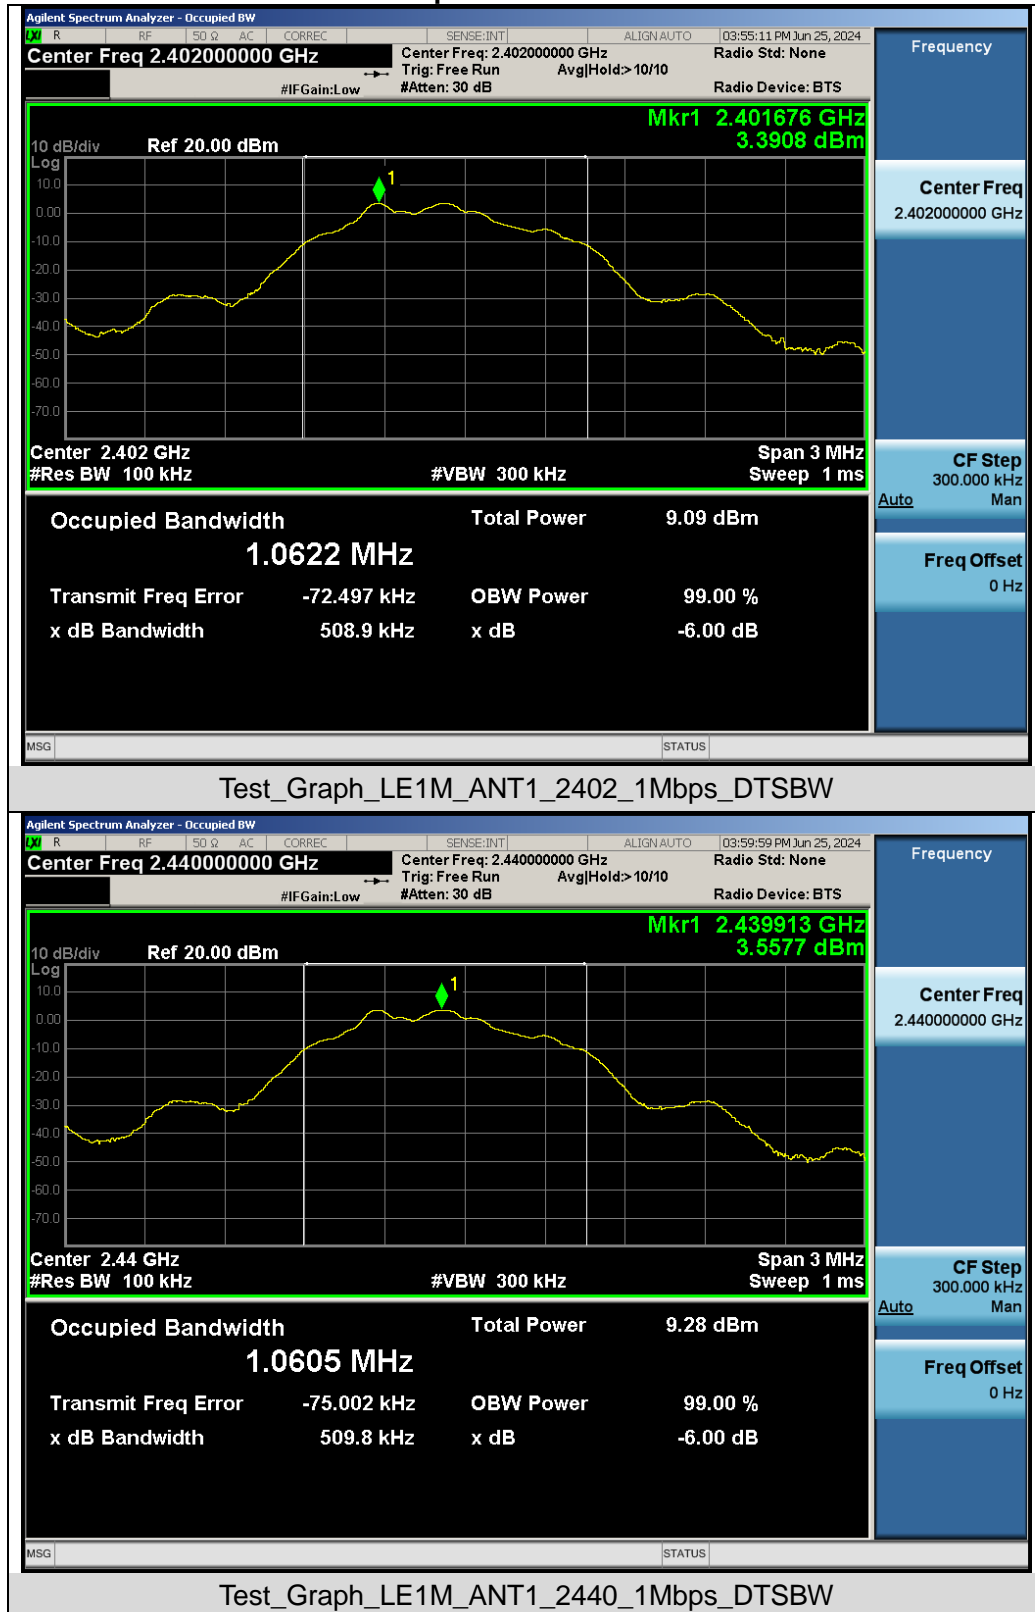 Agilent Spectrum Analyzer - Occupied BW
LXI R RF 50 Ω AC CORREC SENSE:INT ALIGN AUTO 03:55:11 PM Jun 25, 2024
Center Freq 2.402000000 GHz
Center Freq: 2.402000000 GHz
Radio Std: None
Trig: Free Run Avg|Hold:>10/10
#IFGain:Low
#Atten: 30 dB
Radio Device: BTS
Frequency
Mkr1 2.401676 GHz
3.3908 dBm
10 dB/div Ref 20.00 dBm
Log
1
10.0
0.00
-10.0
-20.0
-30.0
-40.0
-50.0
-60.0
-70.0
Center Freq
2.402000000 GHz
Center 2.402 GHz Span 3 MHz
#Res BW 100 kHz #VBW 300 kHz Sweep 1 ms
CF Step
300.000 kHz
Auto Man
Occupied Bandwidth Total Power 9.09 dBm
1.0622 MHz
Transmit Freq Error -72.497 kHz OBW Power 99.00 %
x dB Bandwidth 508.9 kHz x dB -6.00 dB
Freq Offset
0 Hz
MSG STATUS
Test_Graph_LE1M_ANT1_2402_1Mbps_DTSBW
Agilent Spectrum Analyzer - Occupied BW
LXI R RF 50 Ω AC CORREC SENSE:INT ALIGN AUTO 03:59:59 PM Jun 25, 2024
Center Freq 2.440000000 GHz
Center Freq: 2.440000000 GHz
Radio Std: None
Trig: Free Run Avg|Hold:>10/10
#IFGain:Low
#Atten: 30 dB
Radio Device: BTS
Frequency
Mkr1 2.439913 GHz
3.5577 dBm
10 dB/div Ref 20.00 dBm
Log
1
10.0
0.00
-10.0
-20.0
-30.0
-40.0
-50.0
-60.0
-70.0
Center Freq
2.440000000 GHz
Center 2.44 GHz Span 3 MHz
#Res BW 100 kHz #VBW 300 kHz Sweep 1 ms
CF Step
300.000 kHz
Auto Man
Occupied Bandwidth Total Power 9.28 dBm
1.0605 MHz
Transmit Freq Error -75.002 kHz OBW Power 99.00 %
x dB Bandwidth 509.8 kHz x dB -6.00 dB
Freq Offset
0 Hz
MSG STATUS
Test_Graph_LE1M_ANT1_2440_1Mbps_DTSBW